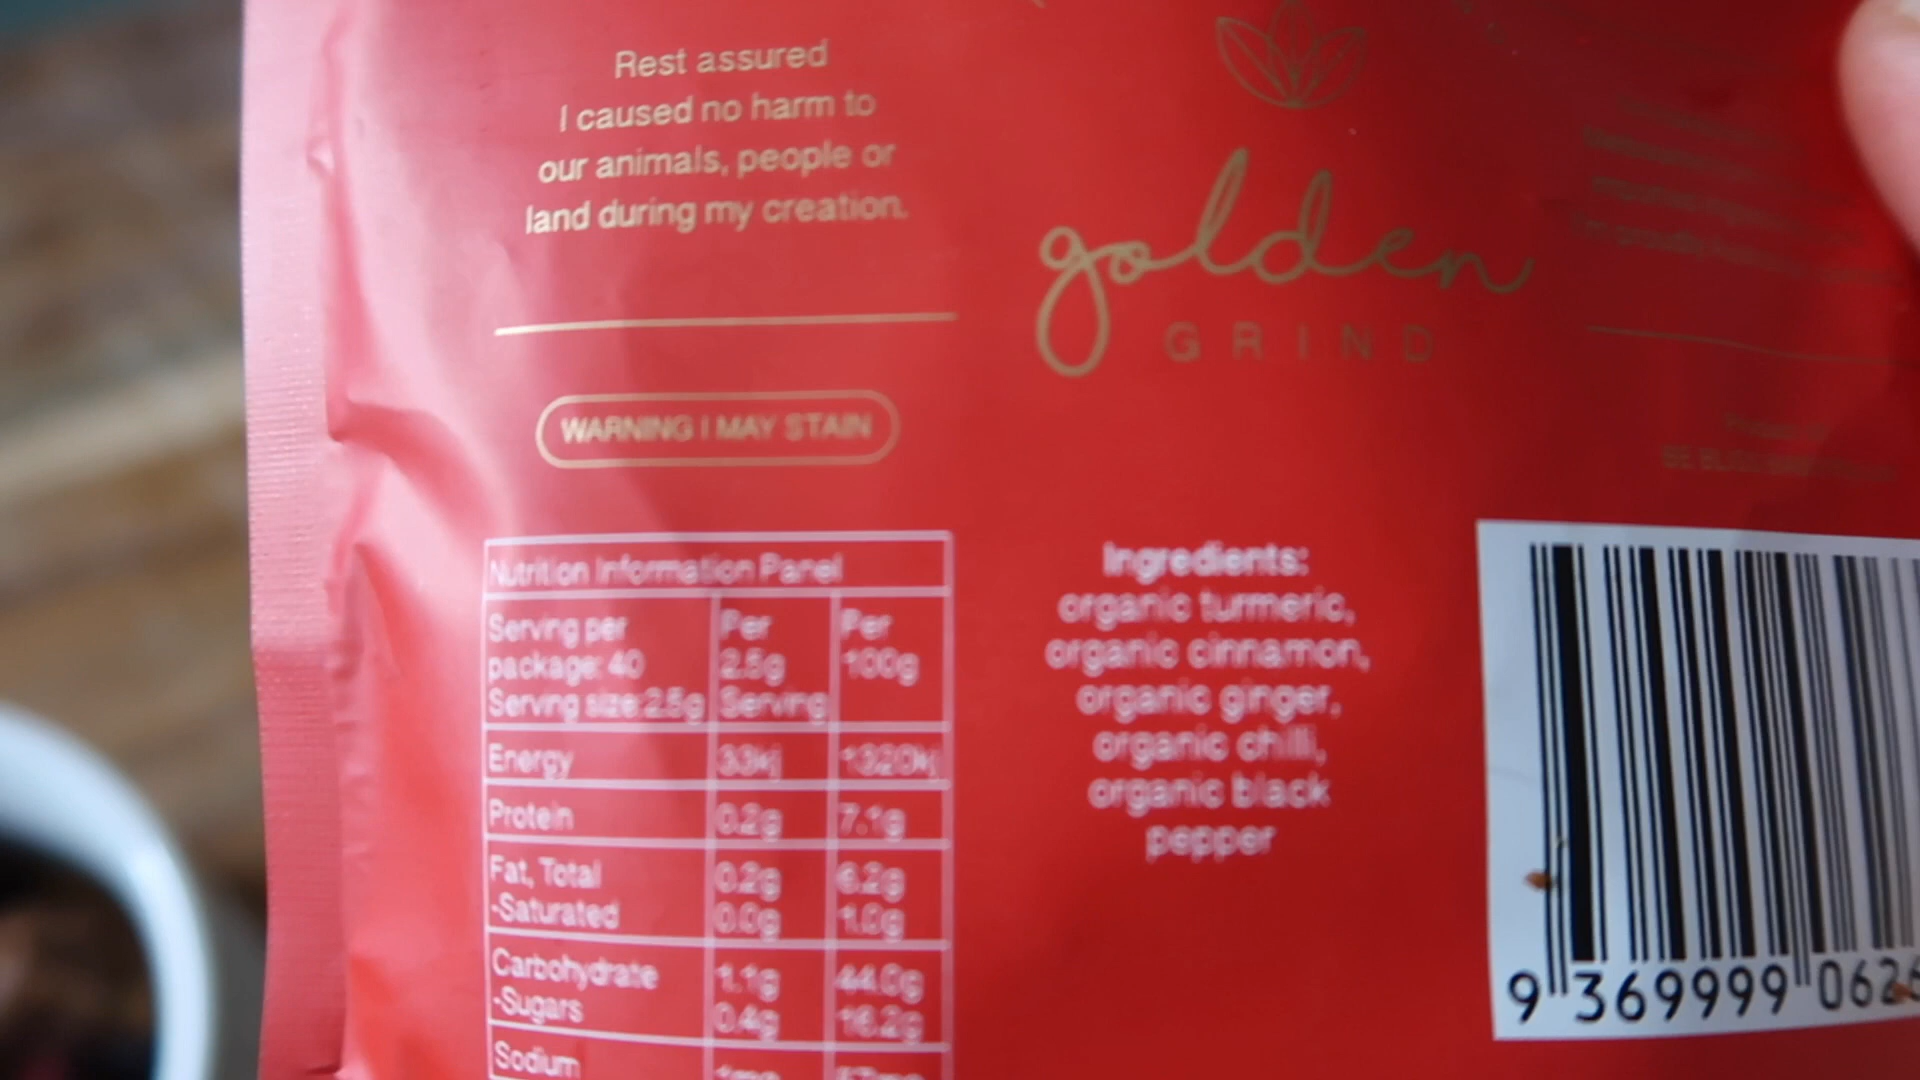 Rest assured
I caused no harm to
our animals, people or
land during my creation.
WARNING I MAY STAIN
golden
GRIND
Nutrition Information Panel
Serving per package: 40 Serving size:2.5g
Per 2.5g Serving
Per 100g
Energy 33kj 1320kj
Protein 0.2g 7.1g
Fat, Total 0.2g 6.2g
-Saturated 0.0g 1.0g
Carbohydrate 1.1g 44.0g
-Sugars 0.4g 16.2g
Sodium
Ingredients:
organic turmeric,
organic cinnamon,
organic ginger,
organic chilli,
organic black
pepper
9 369999 0626